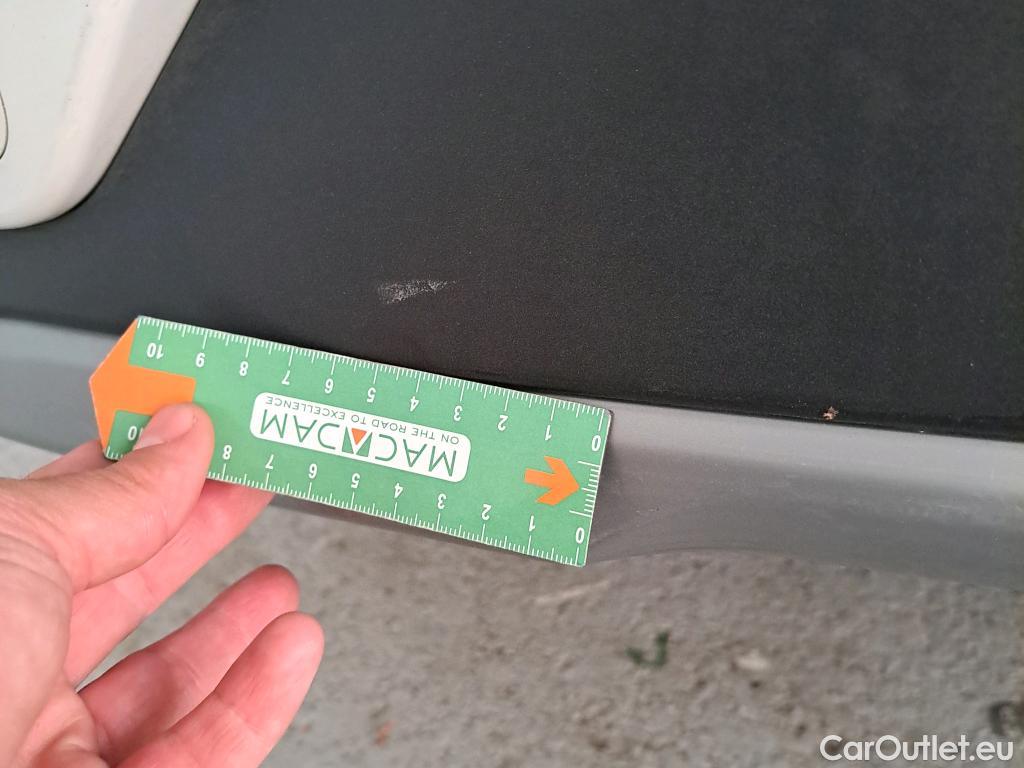 10 9 8 7 6 5 4 3 2 1 0
MACADAM
ON THE ROAD TO EXCELLENCE
10 8 7 6 5 4 3 2 1 0
CarOutlet.eu